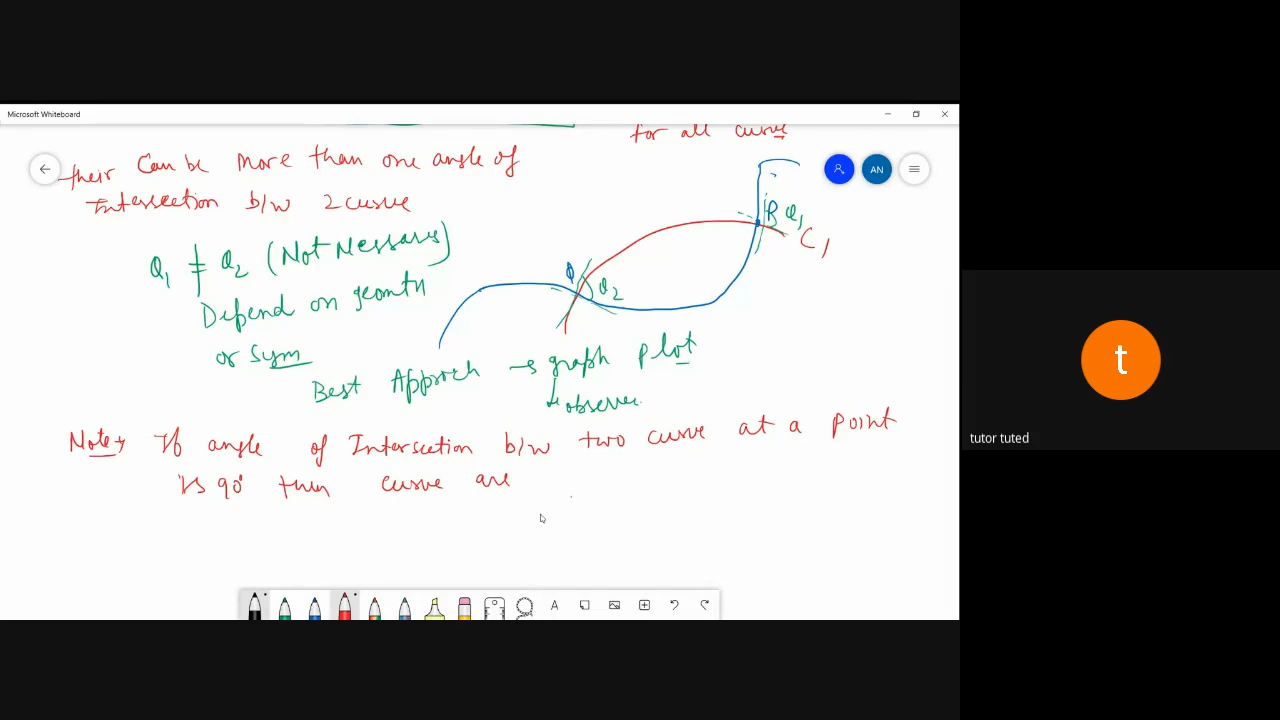 Microsoft Whiteboard
for all curve
their Can be more than one angle of
Intersection b/w 2 curve
AN
P θ1
C1
θ1 ≠ θ2 (Not Nessasary)
Q θ2
Depend on geomth
or Sym
Best Approch → graph plot
observe
Note → If angle of Intersection b/w two curve at a point
is 90° then curve are
t
tutor tuted
A